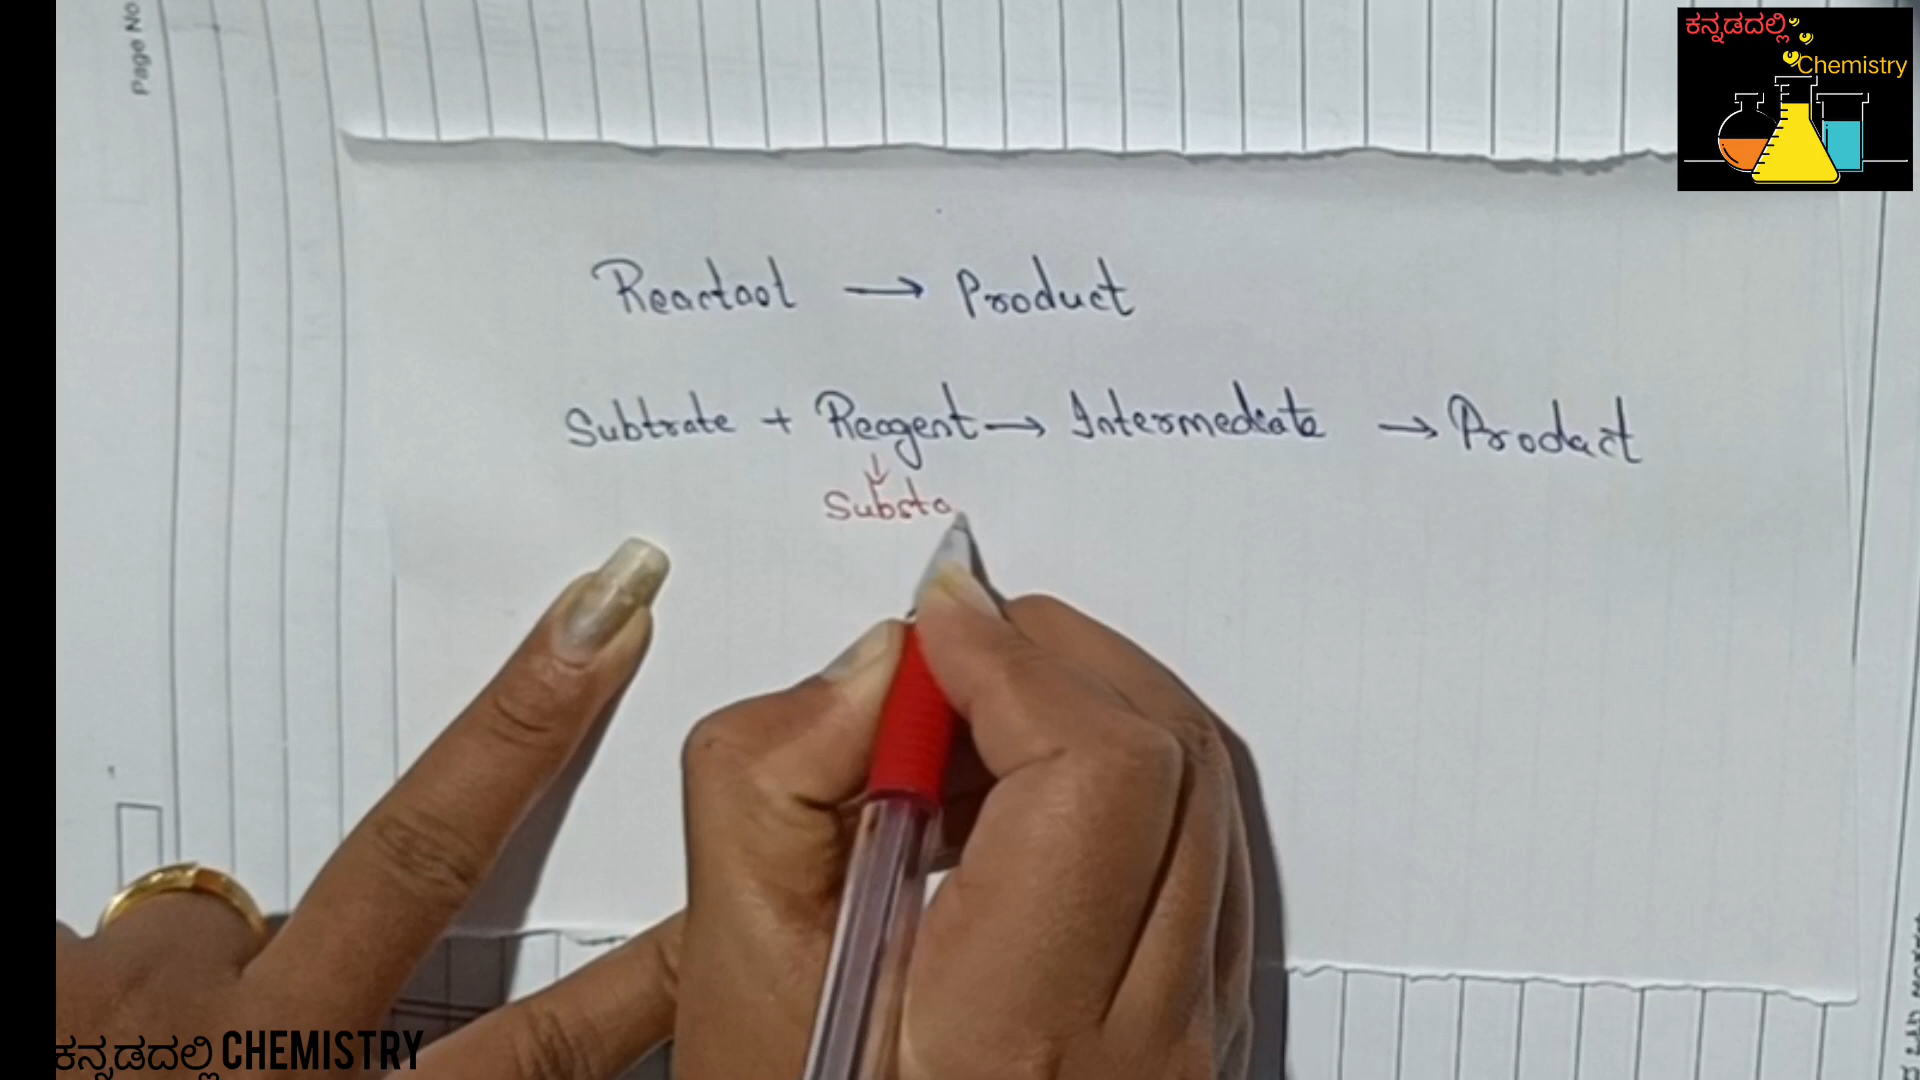 Page No
ಕನ್ನಡದಲ್ಲಿ
Chemistry
Reactant → Product
Subtrate + Reagent → Intermediate → Product
↓
Substa
ಕನ್ನಡದಲ್ಲಿ CHEMISTRY